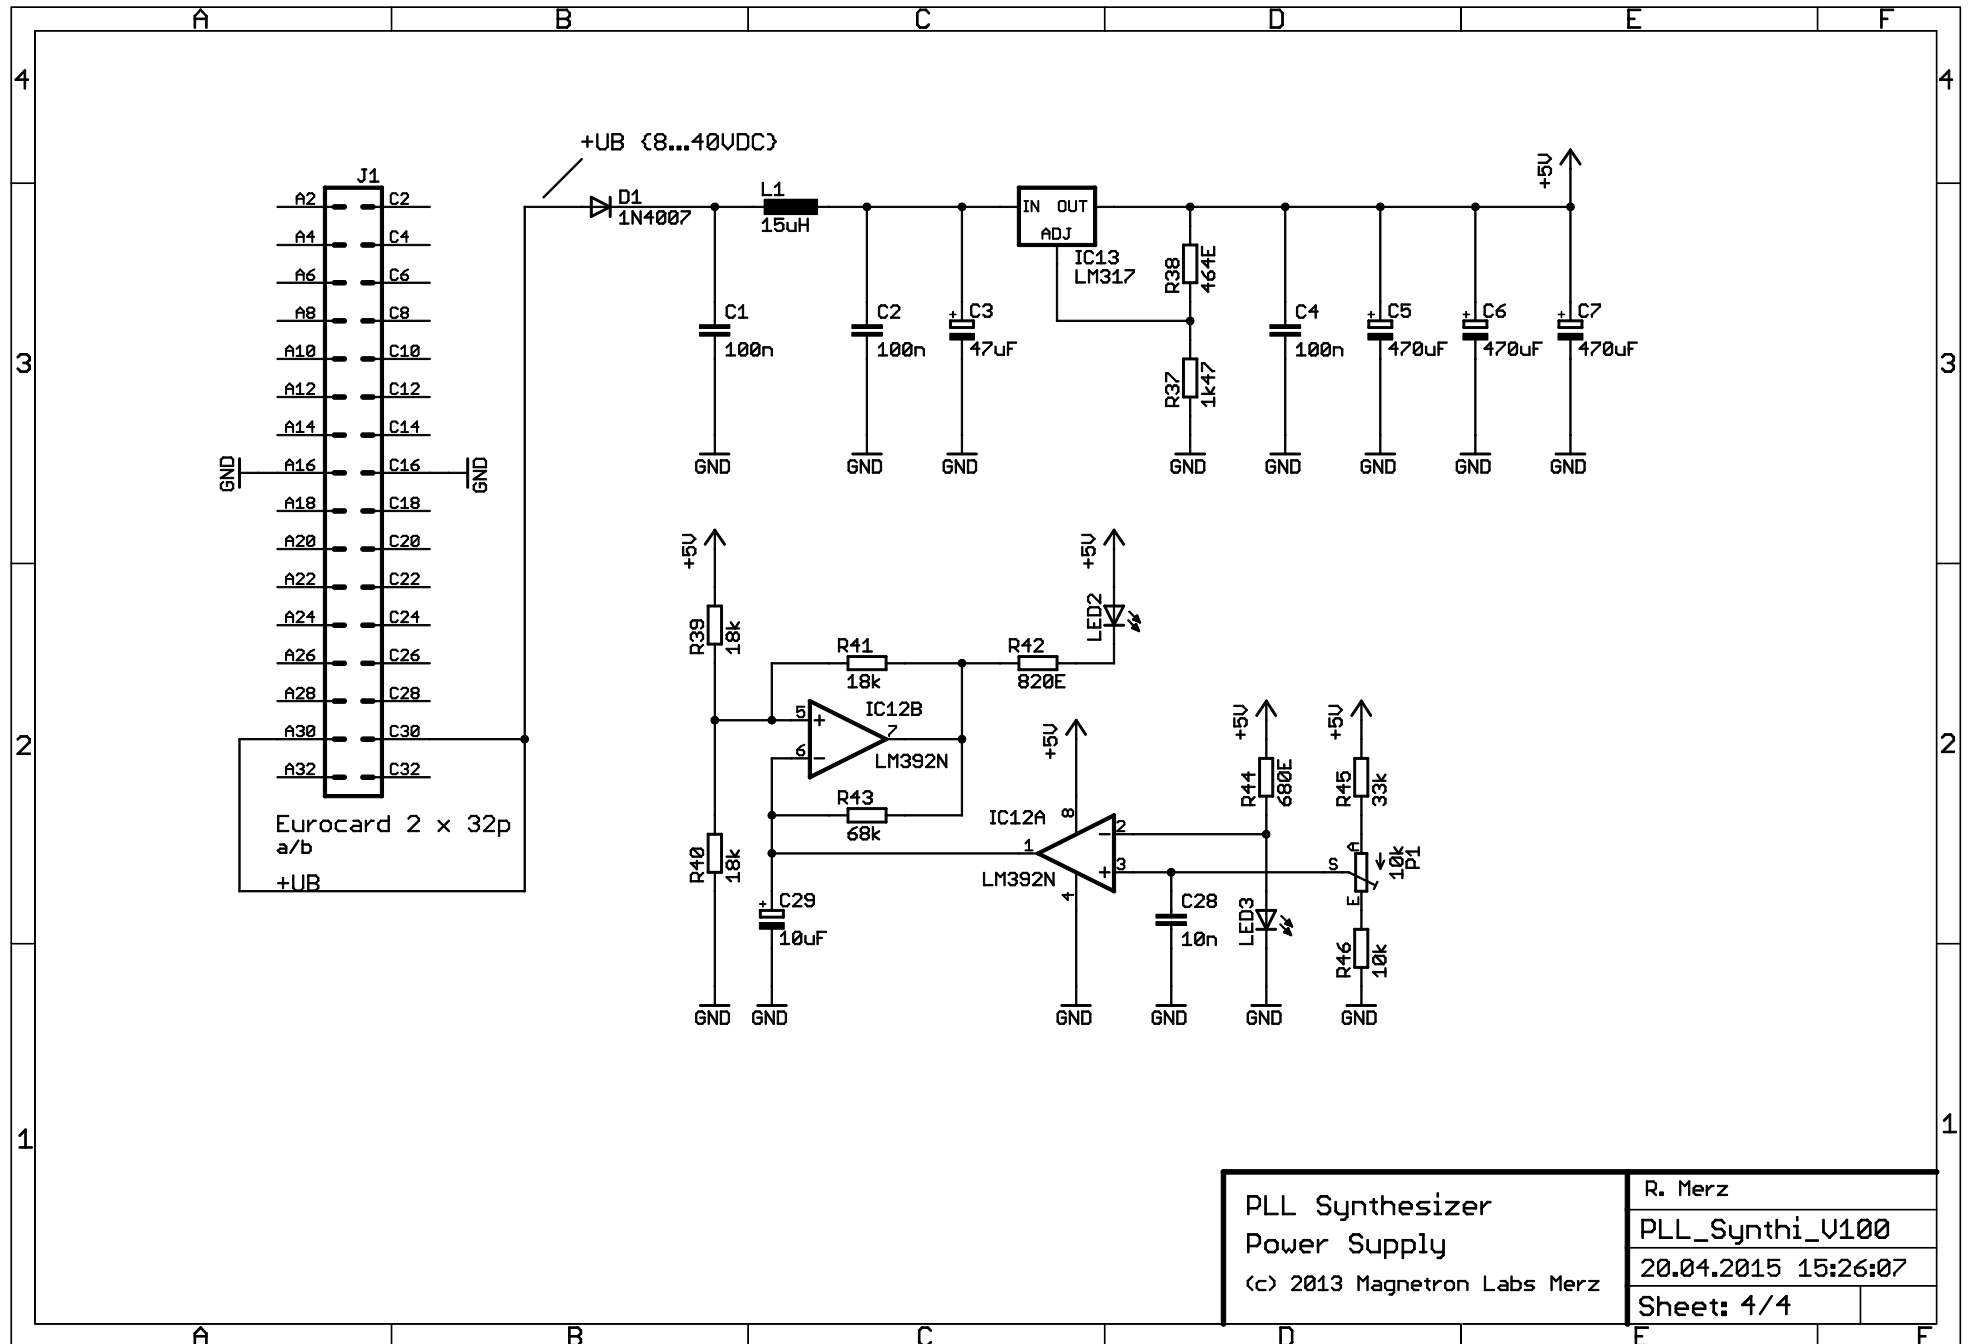 A B C D E F
4 4
+UB {8...40VDC}
J1
A2 C2
A4 C4
A6 C6
A8 C8
A10 C10
A12 C12
A14 C14
GND A16 C16 GND
A18 C18
A20 C20
A22 C22
A24 C24
A26 C26
A28 C28
A30 C30
A32 C32
Eurocard 2 x 32p
a/b
+UB
D1
1N4007
L1
15uH
IN OUT
ADJ
IC13
LM317
+5V
R38
464E
R37
1k47
C1
100n
C2
100n
C3
+
47uF
C4
100n
C5
+
470uF
C6
+
470uF
C7
+
470uF
GND GND GND GND GND GND GND GND
3 3
+5V
R39
18k
R40
18k
R41
18k
R42
820E
+5V
LED2
5
+
6
-
7
IC12B
LM392N
R43
68k
C29
+
10uF
IC12A
LM392N
+5V
8
1
2
-
3
+
4
C28
10n
+5V
R44
680E
LED3
+5V
R45
33k
A
S
E
10k
P1
R46
10k
GND GND GND GND GND GND
2 2
1 1
PLL Synthesizer
Power Supply
(c) 2013 Magnetron Labs Merz
R. Merz
PLL_Synthi_V100
20.04.2015 15:26:07
Sheet: 4/4
A B C D E F